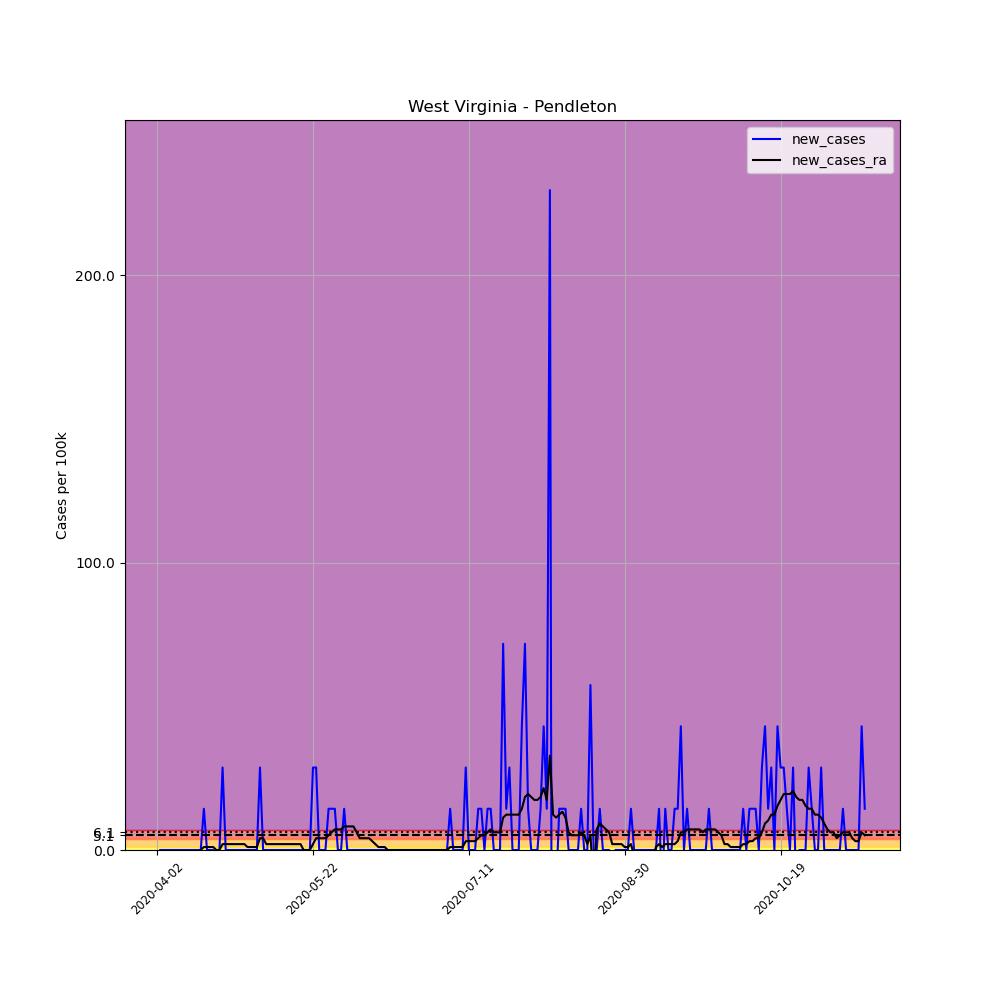 West Virginia - Pendleton
new_cases
new_cases_ra
Cases per 100k
200.0
100.0
6.1
5.1
0.0
2020-04-02
2020-05-22
2020-07-11
2020-08-30
2020-10-19